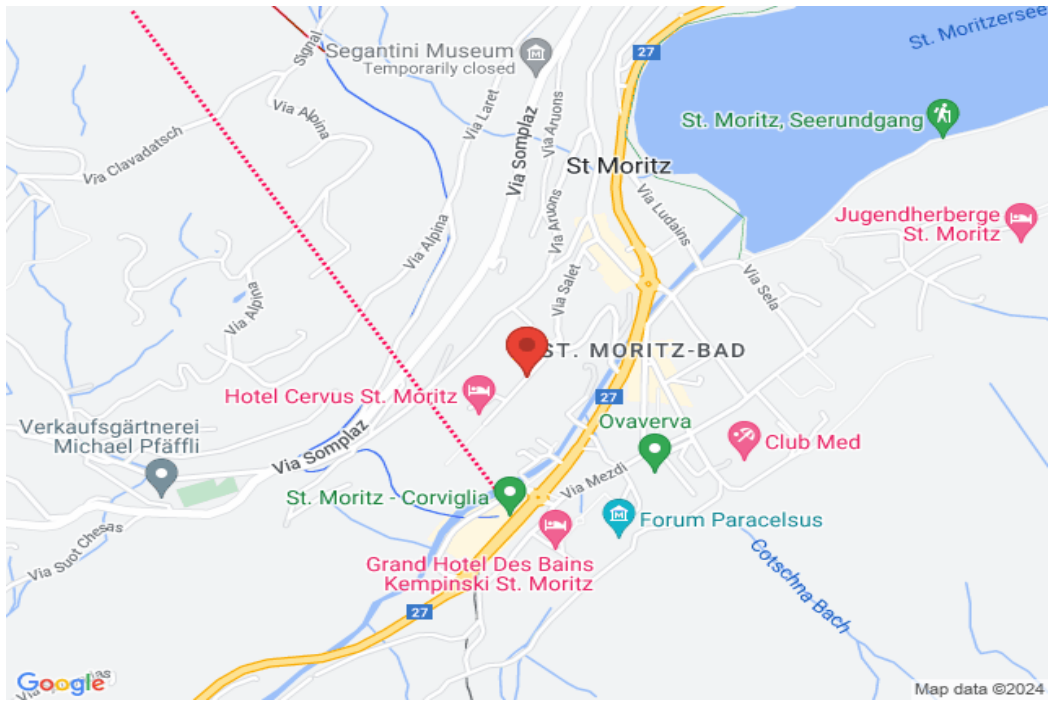 St. Moritzersee
27
Signal
Segantini Museum
Temporarily closed
Via Alpina
Via Laret
Via Aruons
St. Moritz, Seerundgang
Via Clavadatsch
Via Somplaz
St Moritz
Via Ludains
Via Aruons
Via Alpina
Jugendherberge
St. Moritz
Via Sela
Via Salet
Via Alpina
ST. MORITZ-BAD
Hotel Cervus St. Moritz
27
Verkaufsgärtnerei
Michael Pfäffli
Via Somplaz
Ovaverva
Club Med
Via Mezdi
St. Moritz - Corviglia
Forum Paracelsus
Via Suot Chesas
Grand Hotel Des Bains
Kempinski St. Moritz
Cotschna Bach
27
Google
Map data ©2024